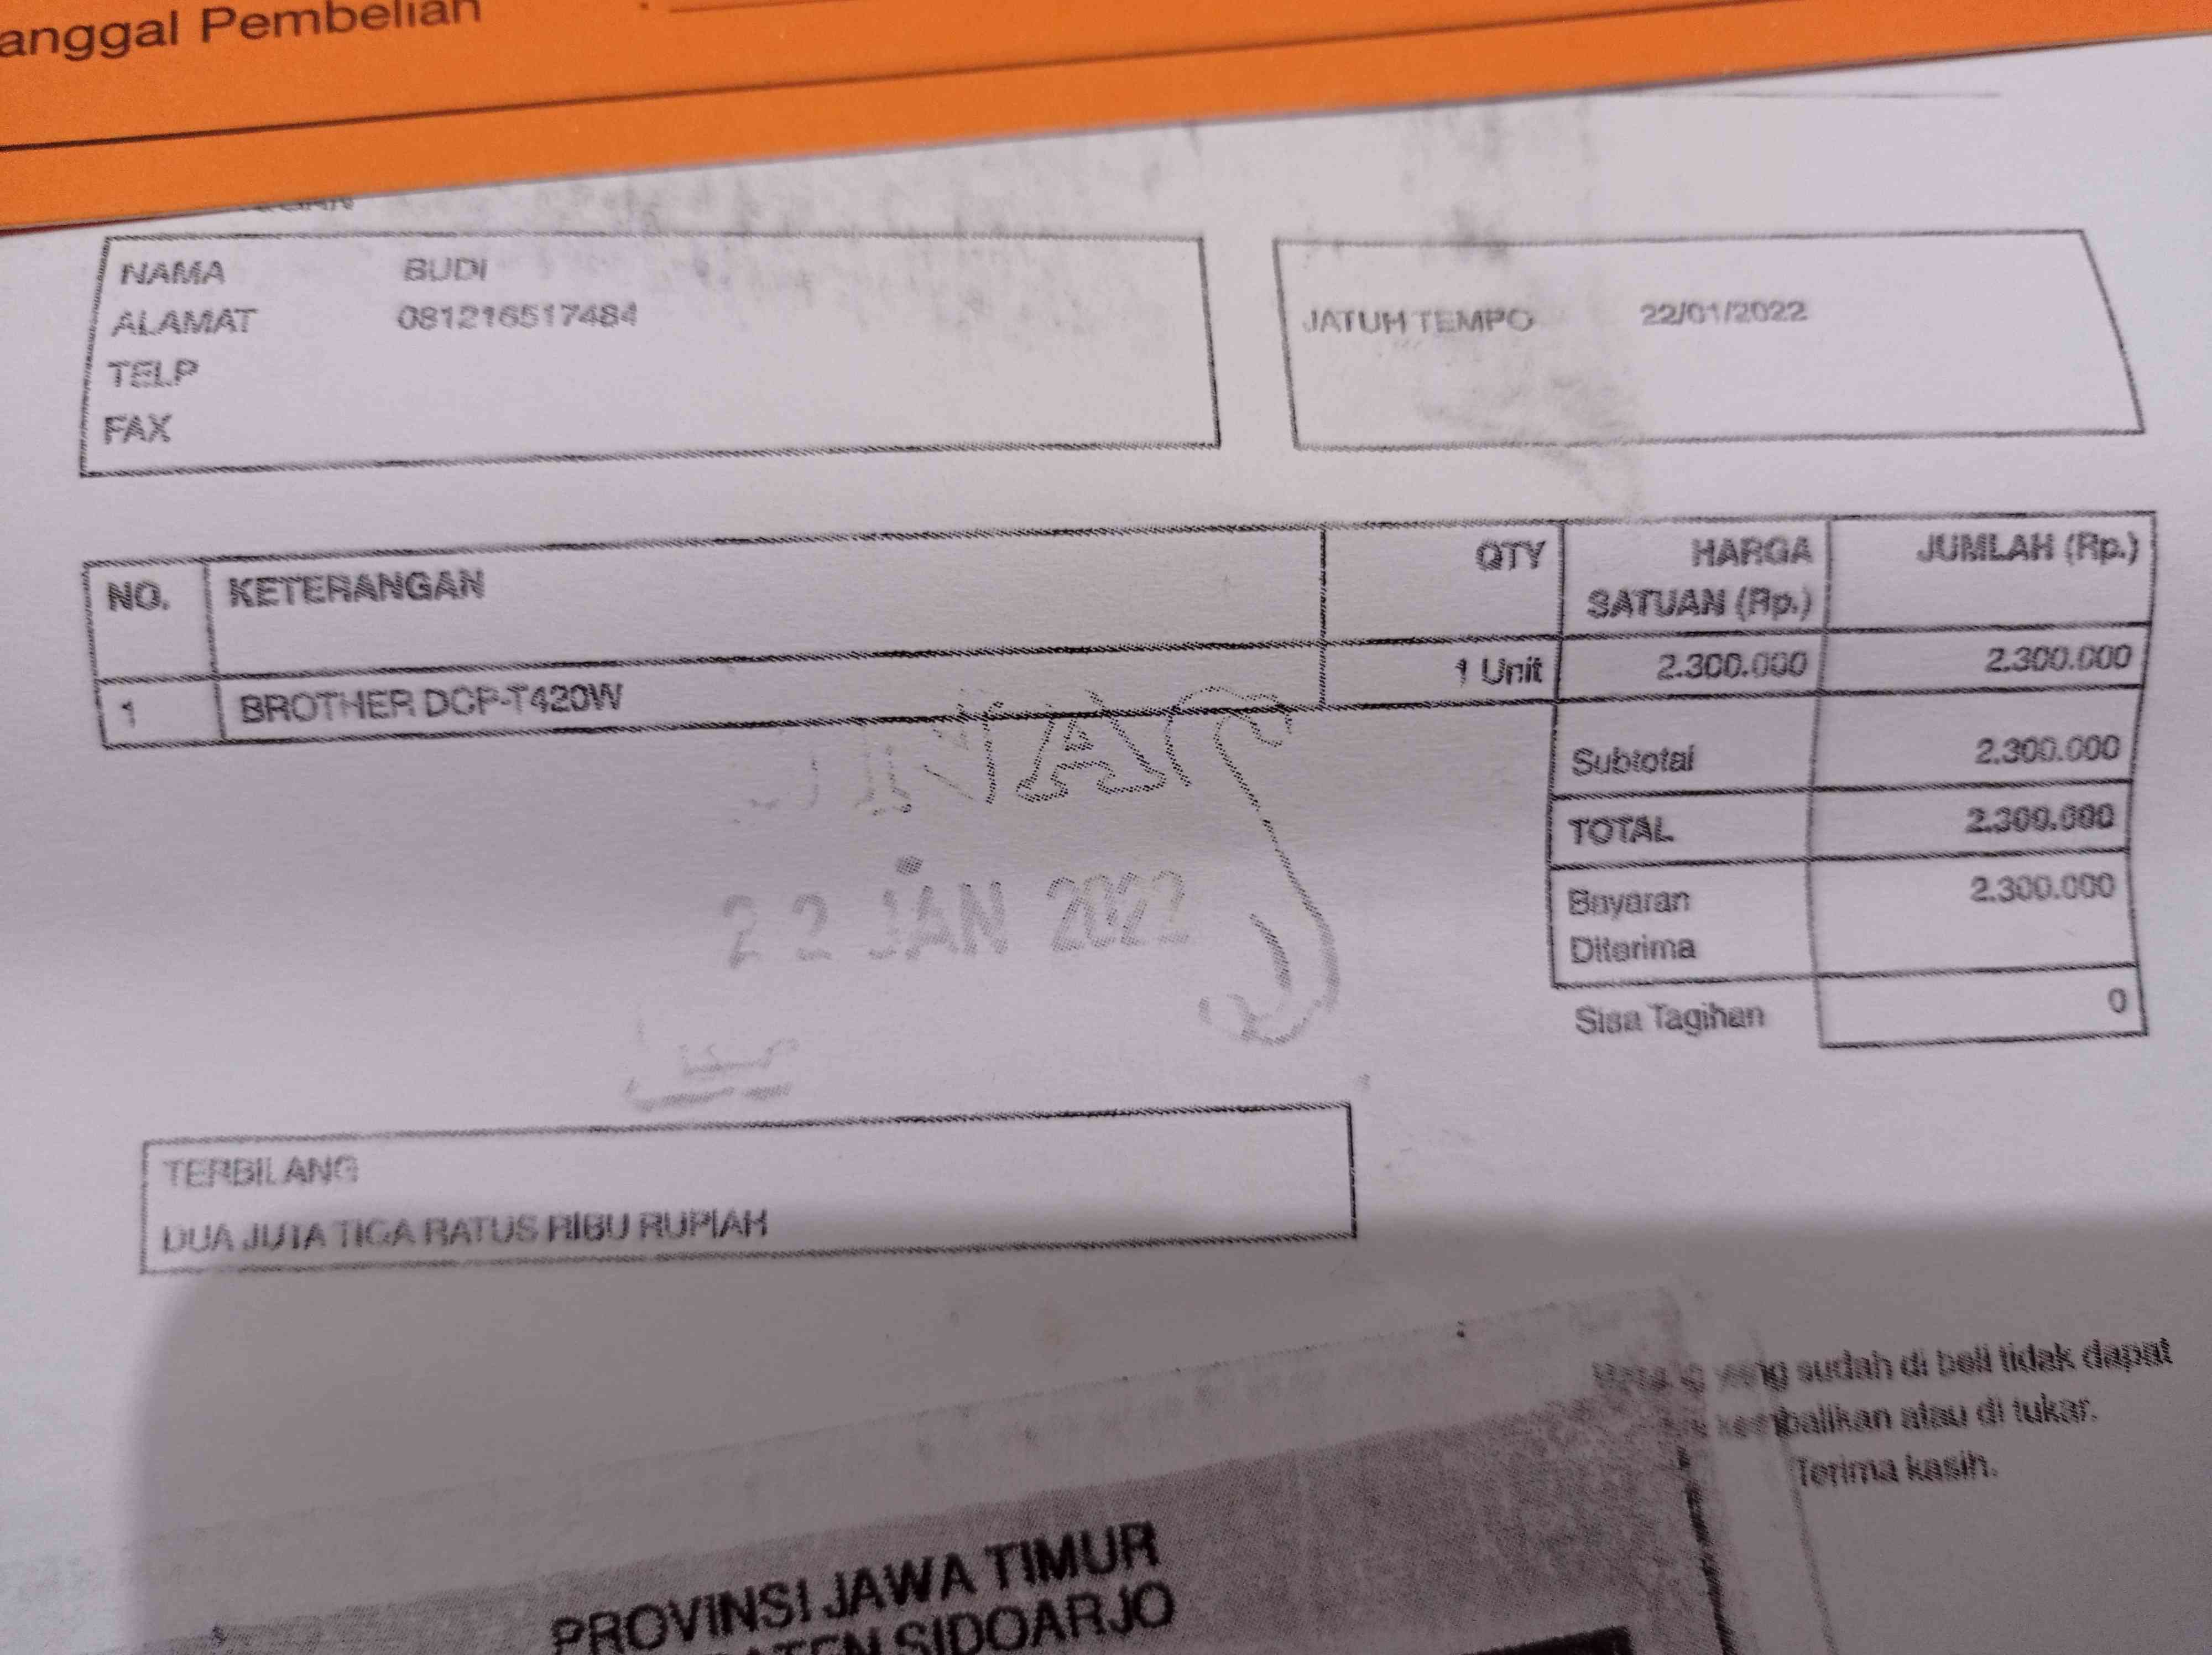 anggal Pembelian :
NAMA BUDI
ALAMAT 081216517484
TELP
FAX
JATUH TEMPO 22/01/2022
NO. KETERANGAN QTY HARGA SATUAN (Rp.) JUMLAH (Rp.)
1 BROTHER DCP-T420W 1 Unit 2.300.000 2.300.000
Subtotal 2.300.000
TOTAL 2.300.000
Bayaran Diterima 2.300.000
Sisa Tagihan 0
22 JAN 2022
TERBILANG
DUA JUTA TIGA RATUS RIBU RUPIAH
yang sudah di beli tidak dapat
kembalikan atau di tukar.
Terima kasih.
PROVINSI JAWA TIMUR
SIDOARJO